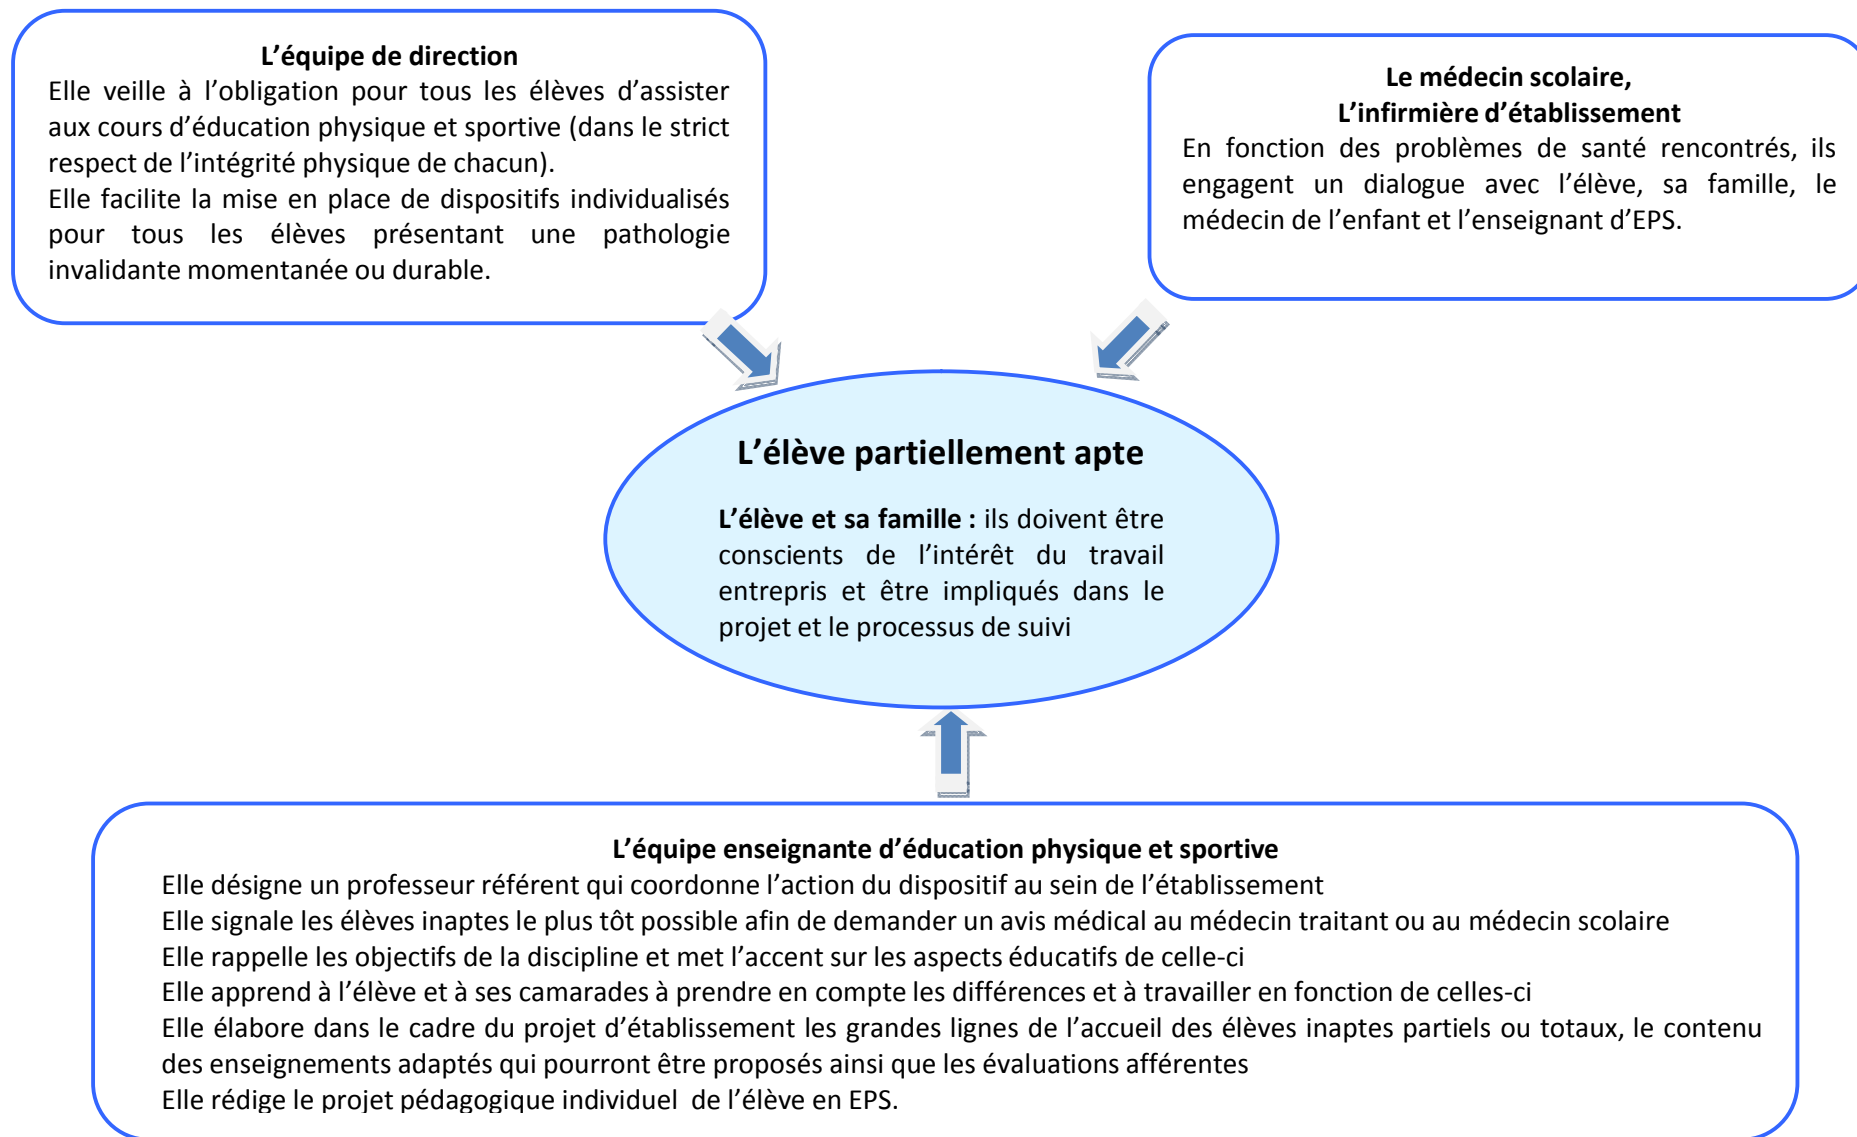 L’équipe de direction
Elle veille à l’obligation pour tous les élèves d’assister
aux cours d’éducation physique et sportive (dans le strict
respect de l’intégrité physique de chacun).
Elle facilite la mise en place de dispositifs individualisés
pour tous les élèves présentant une pathologie
invalidante momentanée ou durable.
Le médecin scolaire,
L’infirmière d’établissement
En fonction des problèmes de santé rencontrés, ils
engagent un dialogue avec l’élève, sa famille, le
médecin de l’enfant et l’enseignant d’EPS.
L’élève partiellement apte
L’élève et sa famille : ils doivent être
conscients de l’intérêt du travail
entrepris et être impliqués dans le
projet et le processus de suivi
L’équipe enseignante d’éducation physique et sportive
Elle désigne un professeur référent qui coordonne l’action du dispositif au sein de l’établissement
Elle signale les élèves inaptes le plus tôt possible afin de demander un avis médical au médecin traitant ou au médecin scolaire
Elle rappelle les objectifs de la discipline et met l’accent sur les aspects éducatifs de celle-ci
Elle apprend à l’élève et à ses camarades à prendre en compte les différences et à travailler en fonction de celles-ci
Elle élabore dans le cadre du projet d’établissement les grandes lignes de l’accueil des élèves inaptes partiels ou totaux, le contenu
des enseignements adaptés qui pourront être proposés ainsi que les évaluations afférentes
Elle rédige le projet pédagogique individuel de l’élève en EPS.